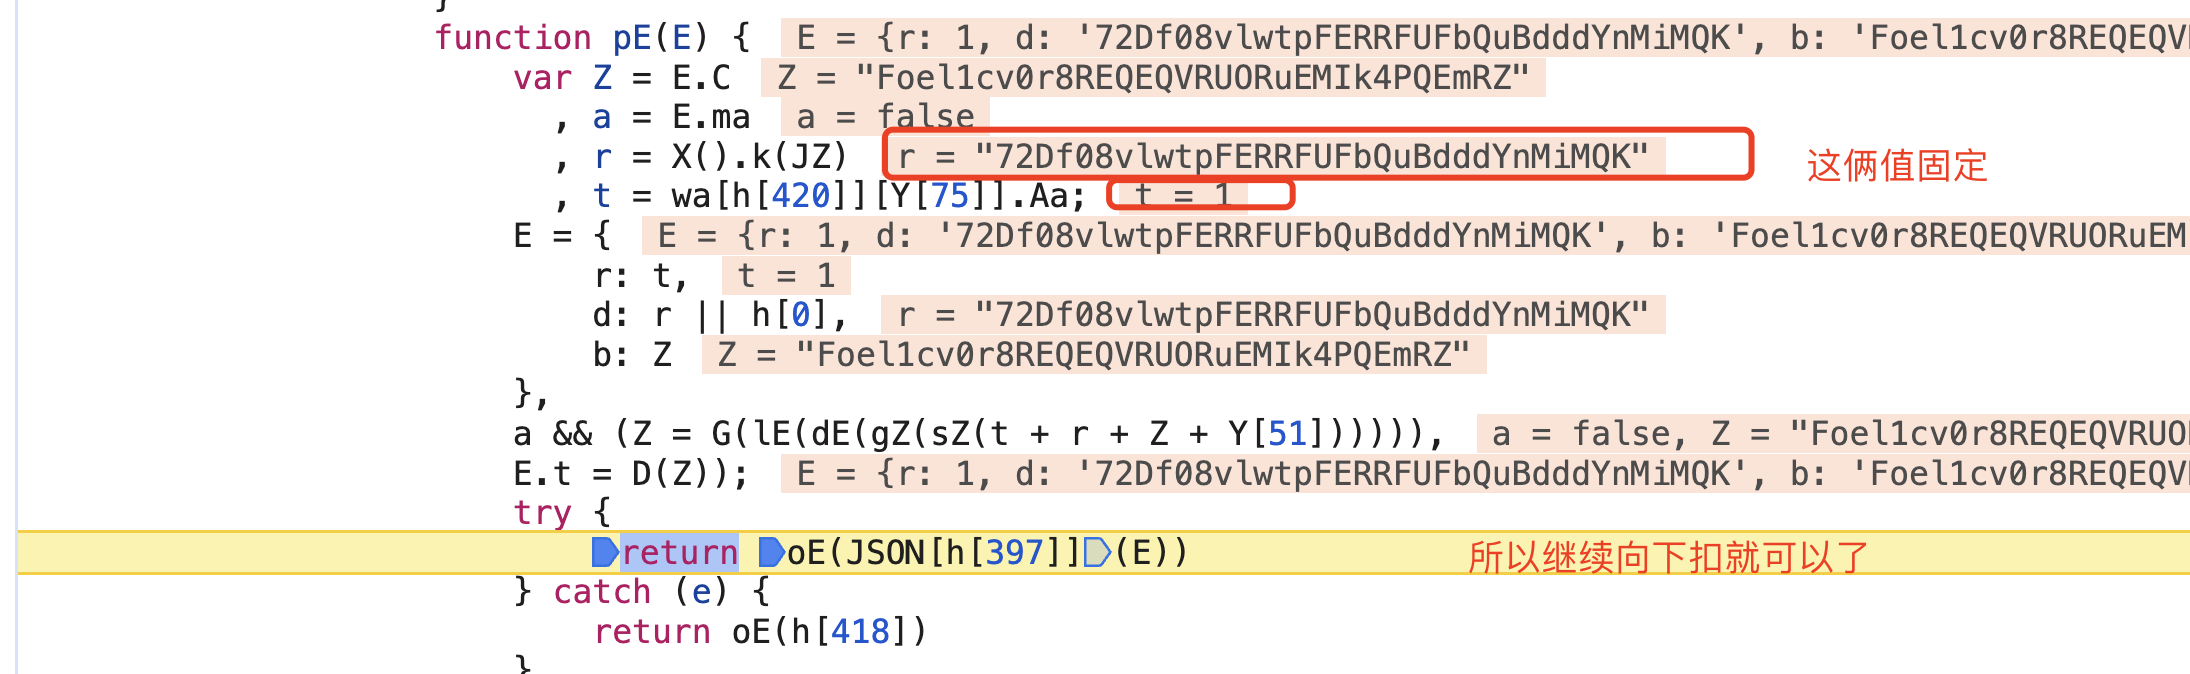 }
function pE(E) { E = {r: 1, d: '72Df08vlwtpFERRFUFbQuBdddYnMiMQK', b: 'Foel1cv0r8REQEQV
var Z = E.C Z = "Foel1cv0r8REQEQVRUORuEMIk4PQEmRZ"
, a = E.ma a = false
, r = X().k(JZ) r = "72Df08vlwtpFERRFUFbQuBdddYnMiMQK" 这俩值固定
, t = wa[h[420]][Y[75]].Aa; t = 1
E = { E = {r: 1, d: '72Df08vlwtpFERRFUFbQuBdddYnMiMQK', b: 'Foel1cv0r8REQEQVRUORuEM
r: t, t = 1
d: r || h[0], r = "72Df08vlwtpFERRFUFbQuBdddYnMiMQK"
b: Z Z = "Foel1cv0r8REQEQVRUORuEMIk4PQEmRZ"
},
a && (Z = G(lE(dE(gZ(sZ(t + r + Z + Y[51]))))), a = false, Z = "Foel1cv0r8REQEQVRUO
E.t = D(Z)); E = {r: 1, d: '72Df08vlwtpFERRFUFbQuBdddYnMiMQK', b: 'Foel1cv0r8REQEQV
try {
return oE(JSON[h[397]](E)) 所以继续向下扣就可以了
} catch (e) {
return oE(h[418])
}